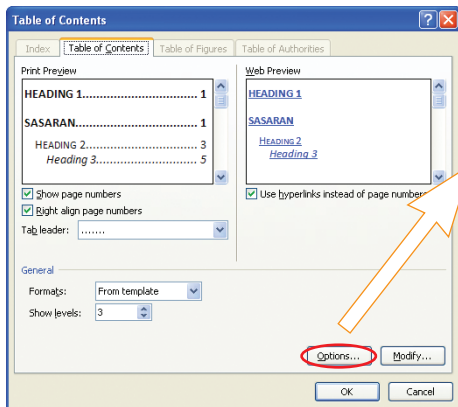 Table of Contents
Index Table of Contents Table of Figures Table of Authorities
Print Preview
HEADING 1.................................. 1
SASARAN.................................. 1
HEADING 2.................................. 3
Heading 3.................................. 5
Web Preview
HEADING 1
SASARAN
HEADING 2
Heading 3
Show page numbers
Right align page numbers
Tab leader: .......
Use hyperlinks instead of page numbers
General
Formats: From template
Show levels: 3
Options... Modify...
OK Cancel